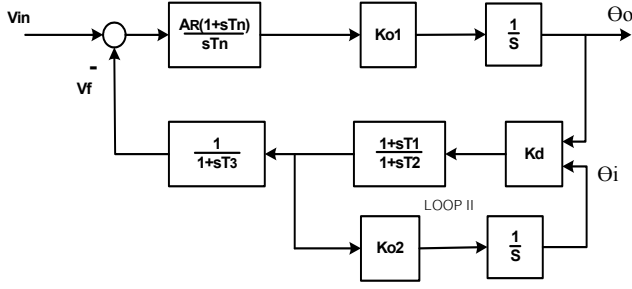 Vin
AR(1+sTn)
sTn
Ko1
1
S
ϴo
-
Vf
1
1+sT3
1+sT1
1+sT2
Kd
ϴi
LOOP II
Ko2
1
S